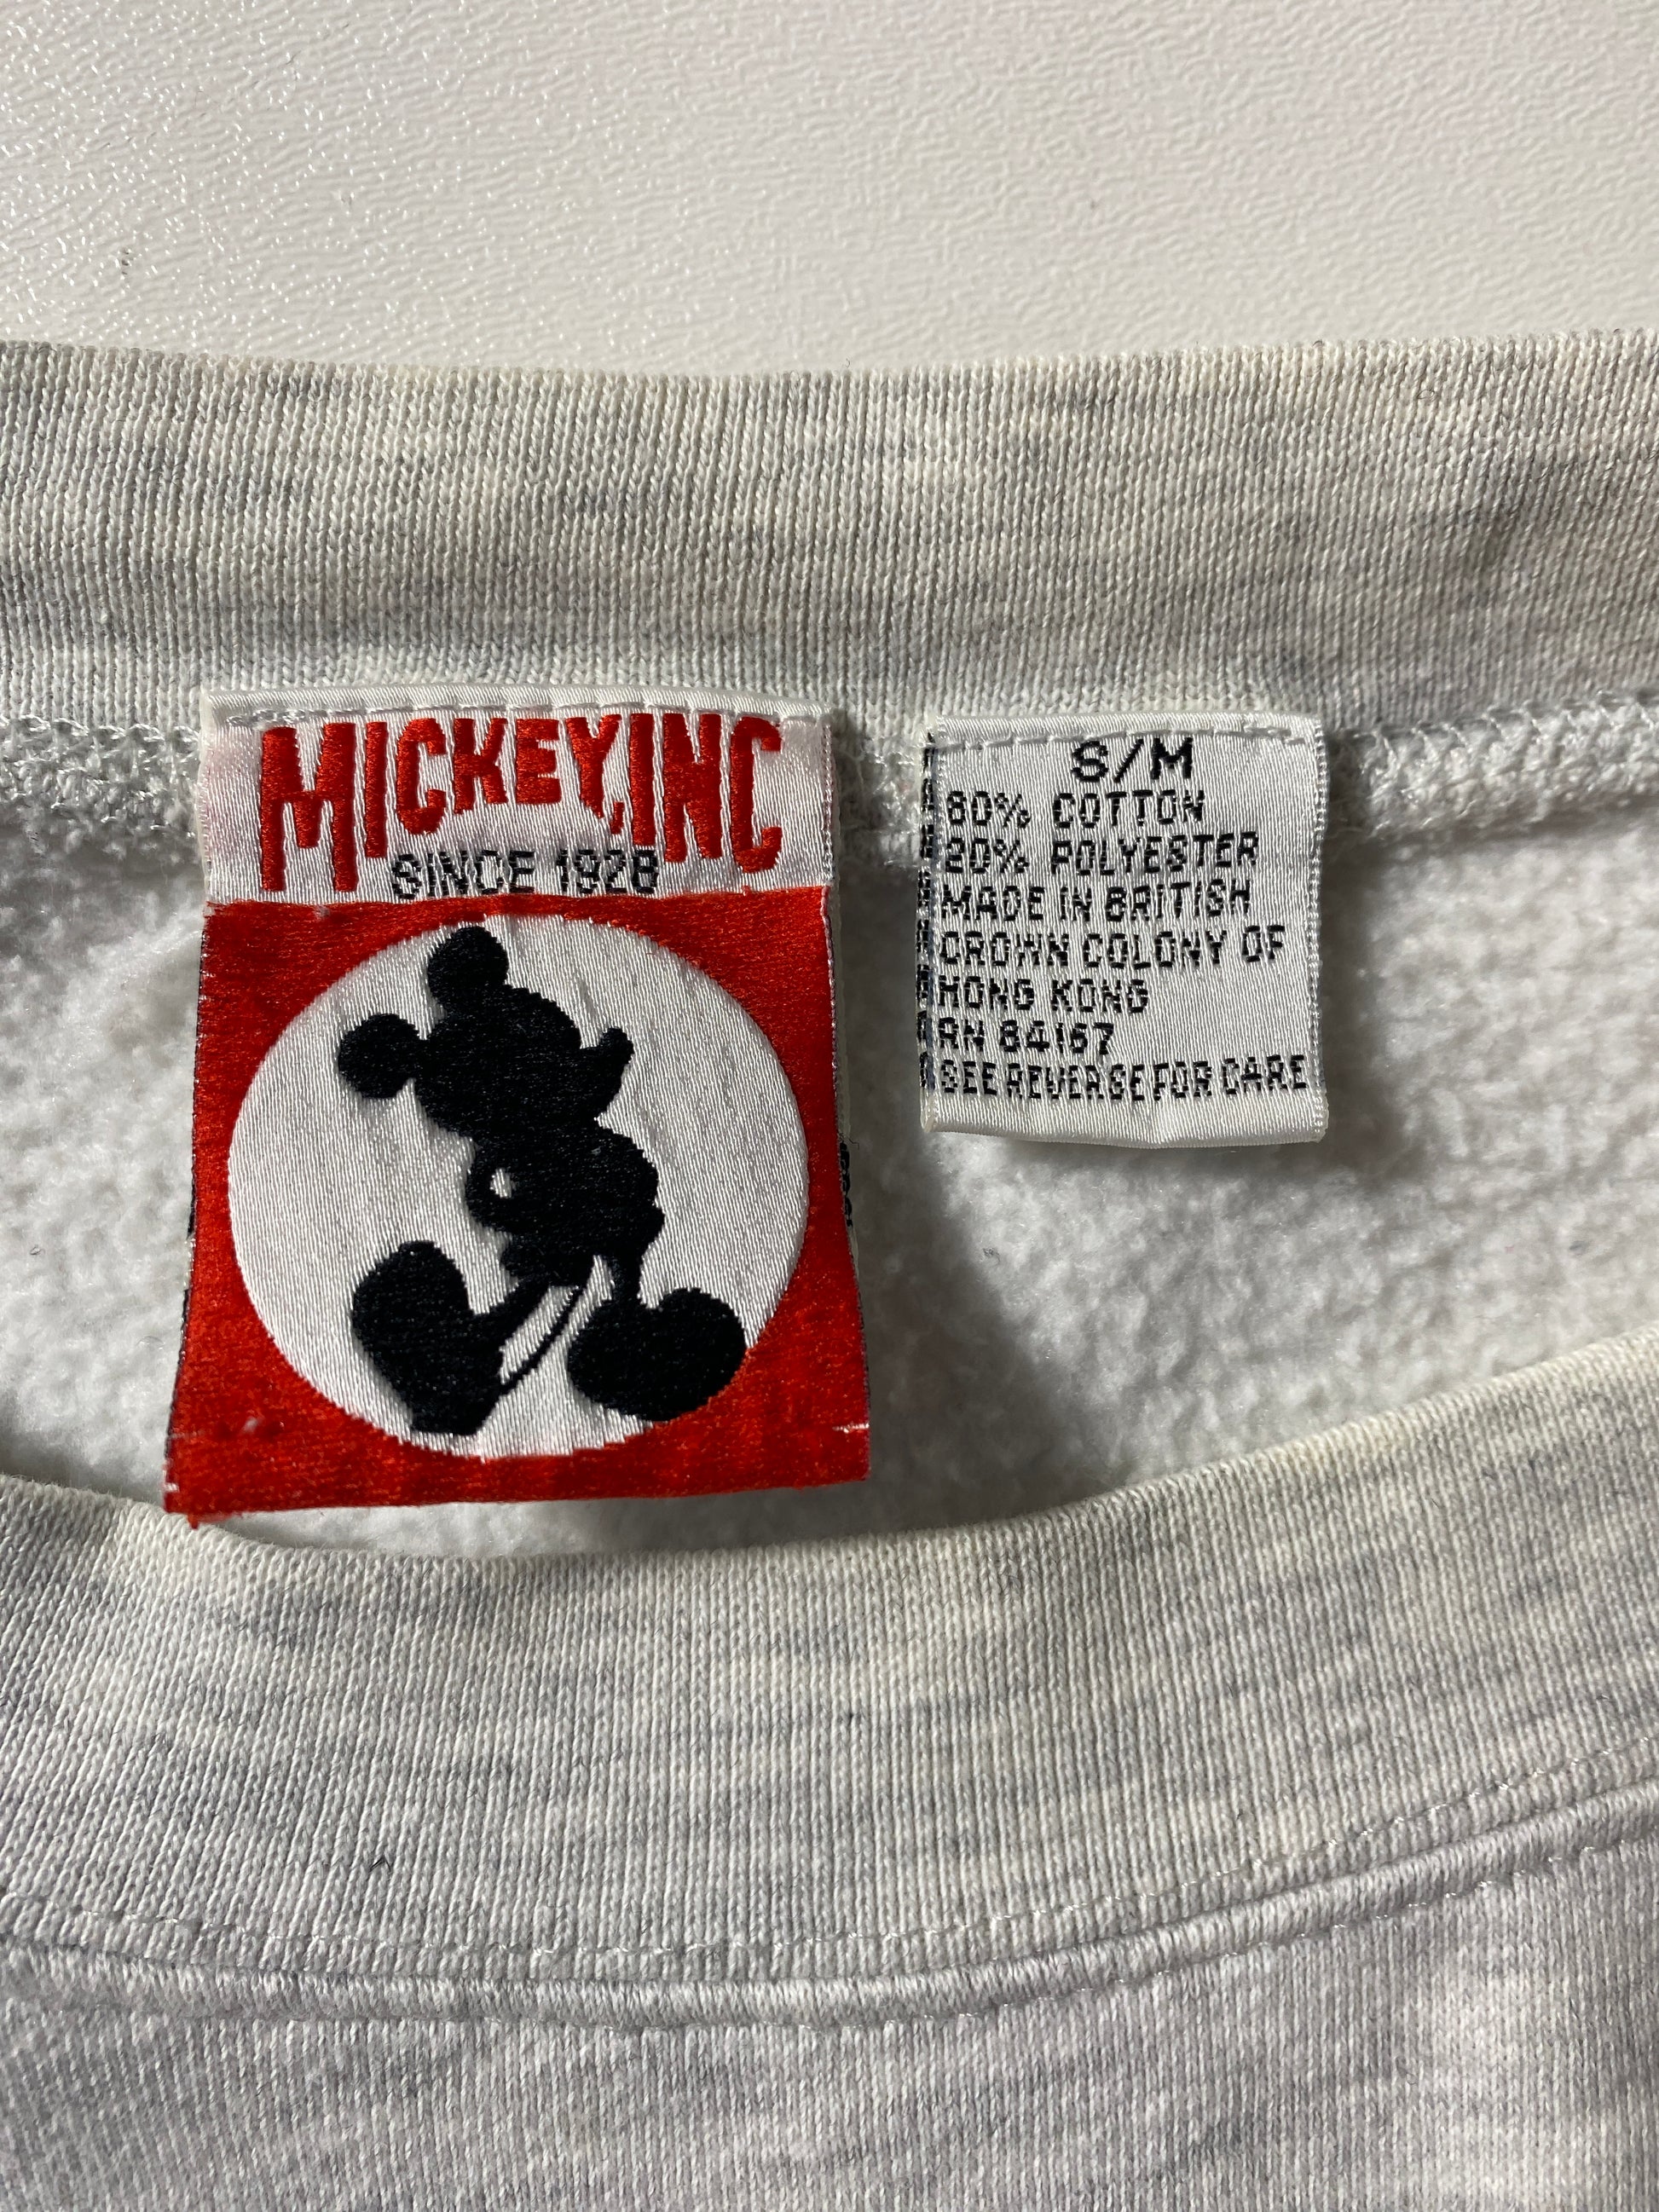 MICKEY, INC
SINCE 1928
S/M
80% COTTON
20% POLYESTER
MADE IN BRITISH
CROWN COLONY OF
HONG KONG
RN 84167
SEE REVERSE FOR CARE